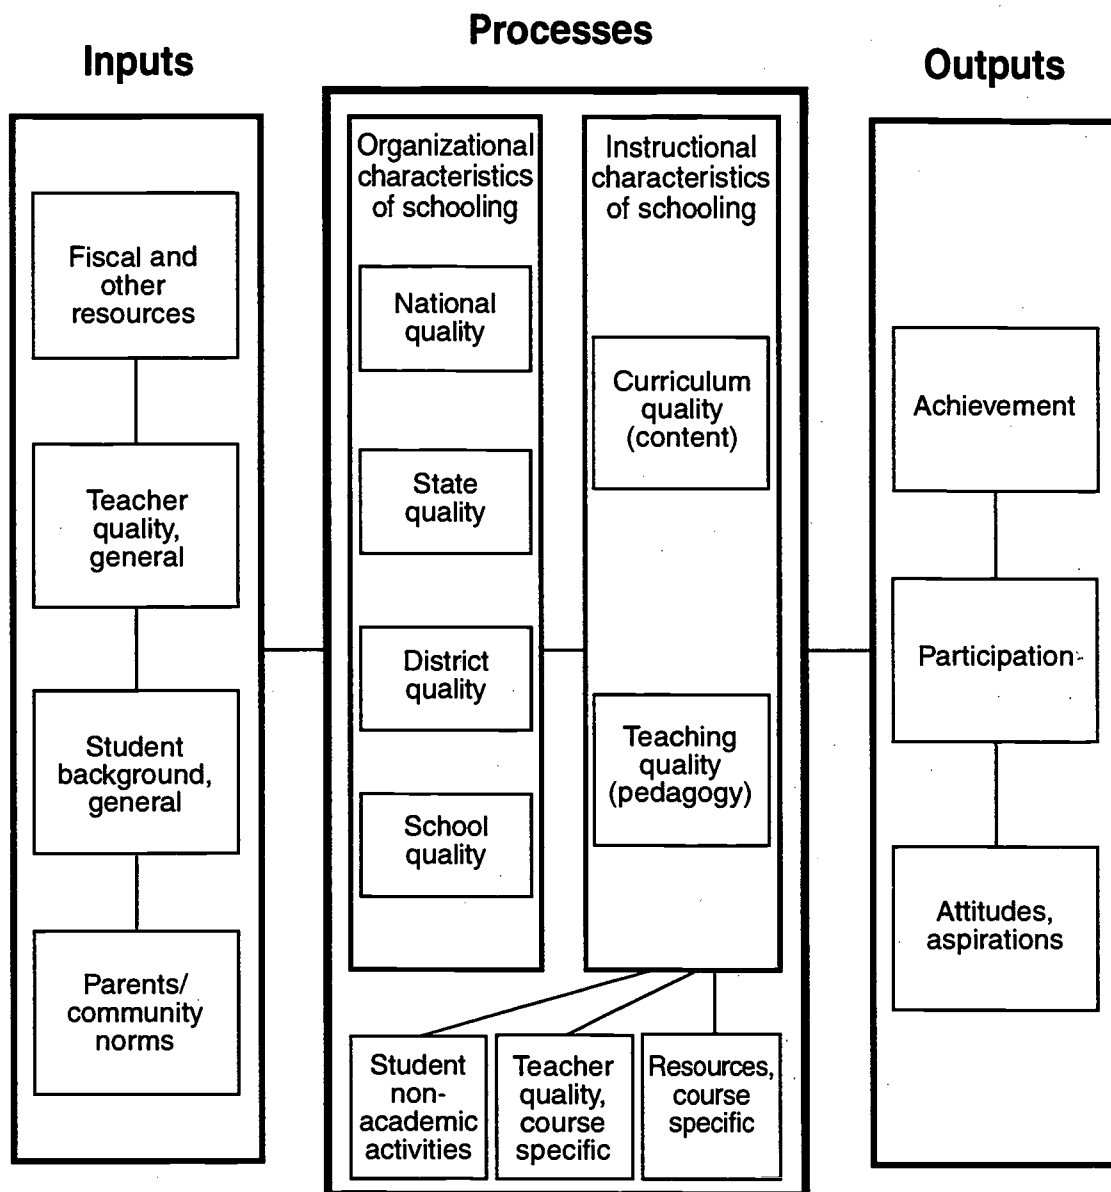 Inputs
Fiscal and
other
resources
Teacher
quality,
general
Student
background,
general
Parents/
community
norms
Processes
Organizational
characteristics
of schooling
National
quality
State
quality
District
quality
School
quality
Instructional
characteristics
of schooling
Curriculum
quality
(content)
Teaching
quality
(pedagogy)
Student
non-
academic
activities
Teacher
quality,
course
specific
Resources,
course
specific
Outputs
Achievement
Participation
Attitudes,
aspirations